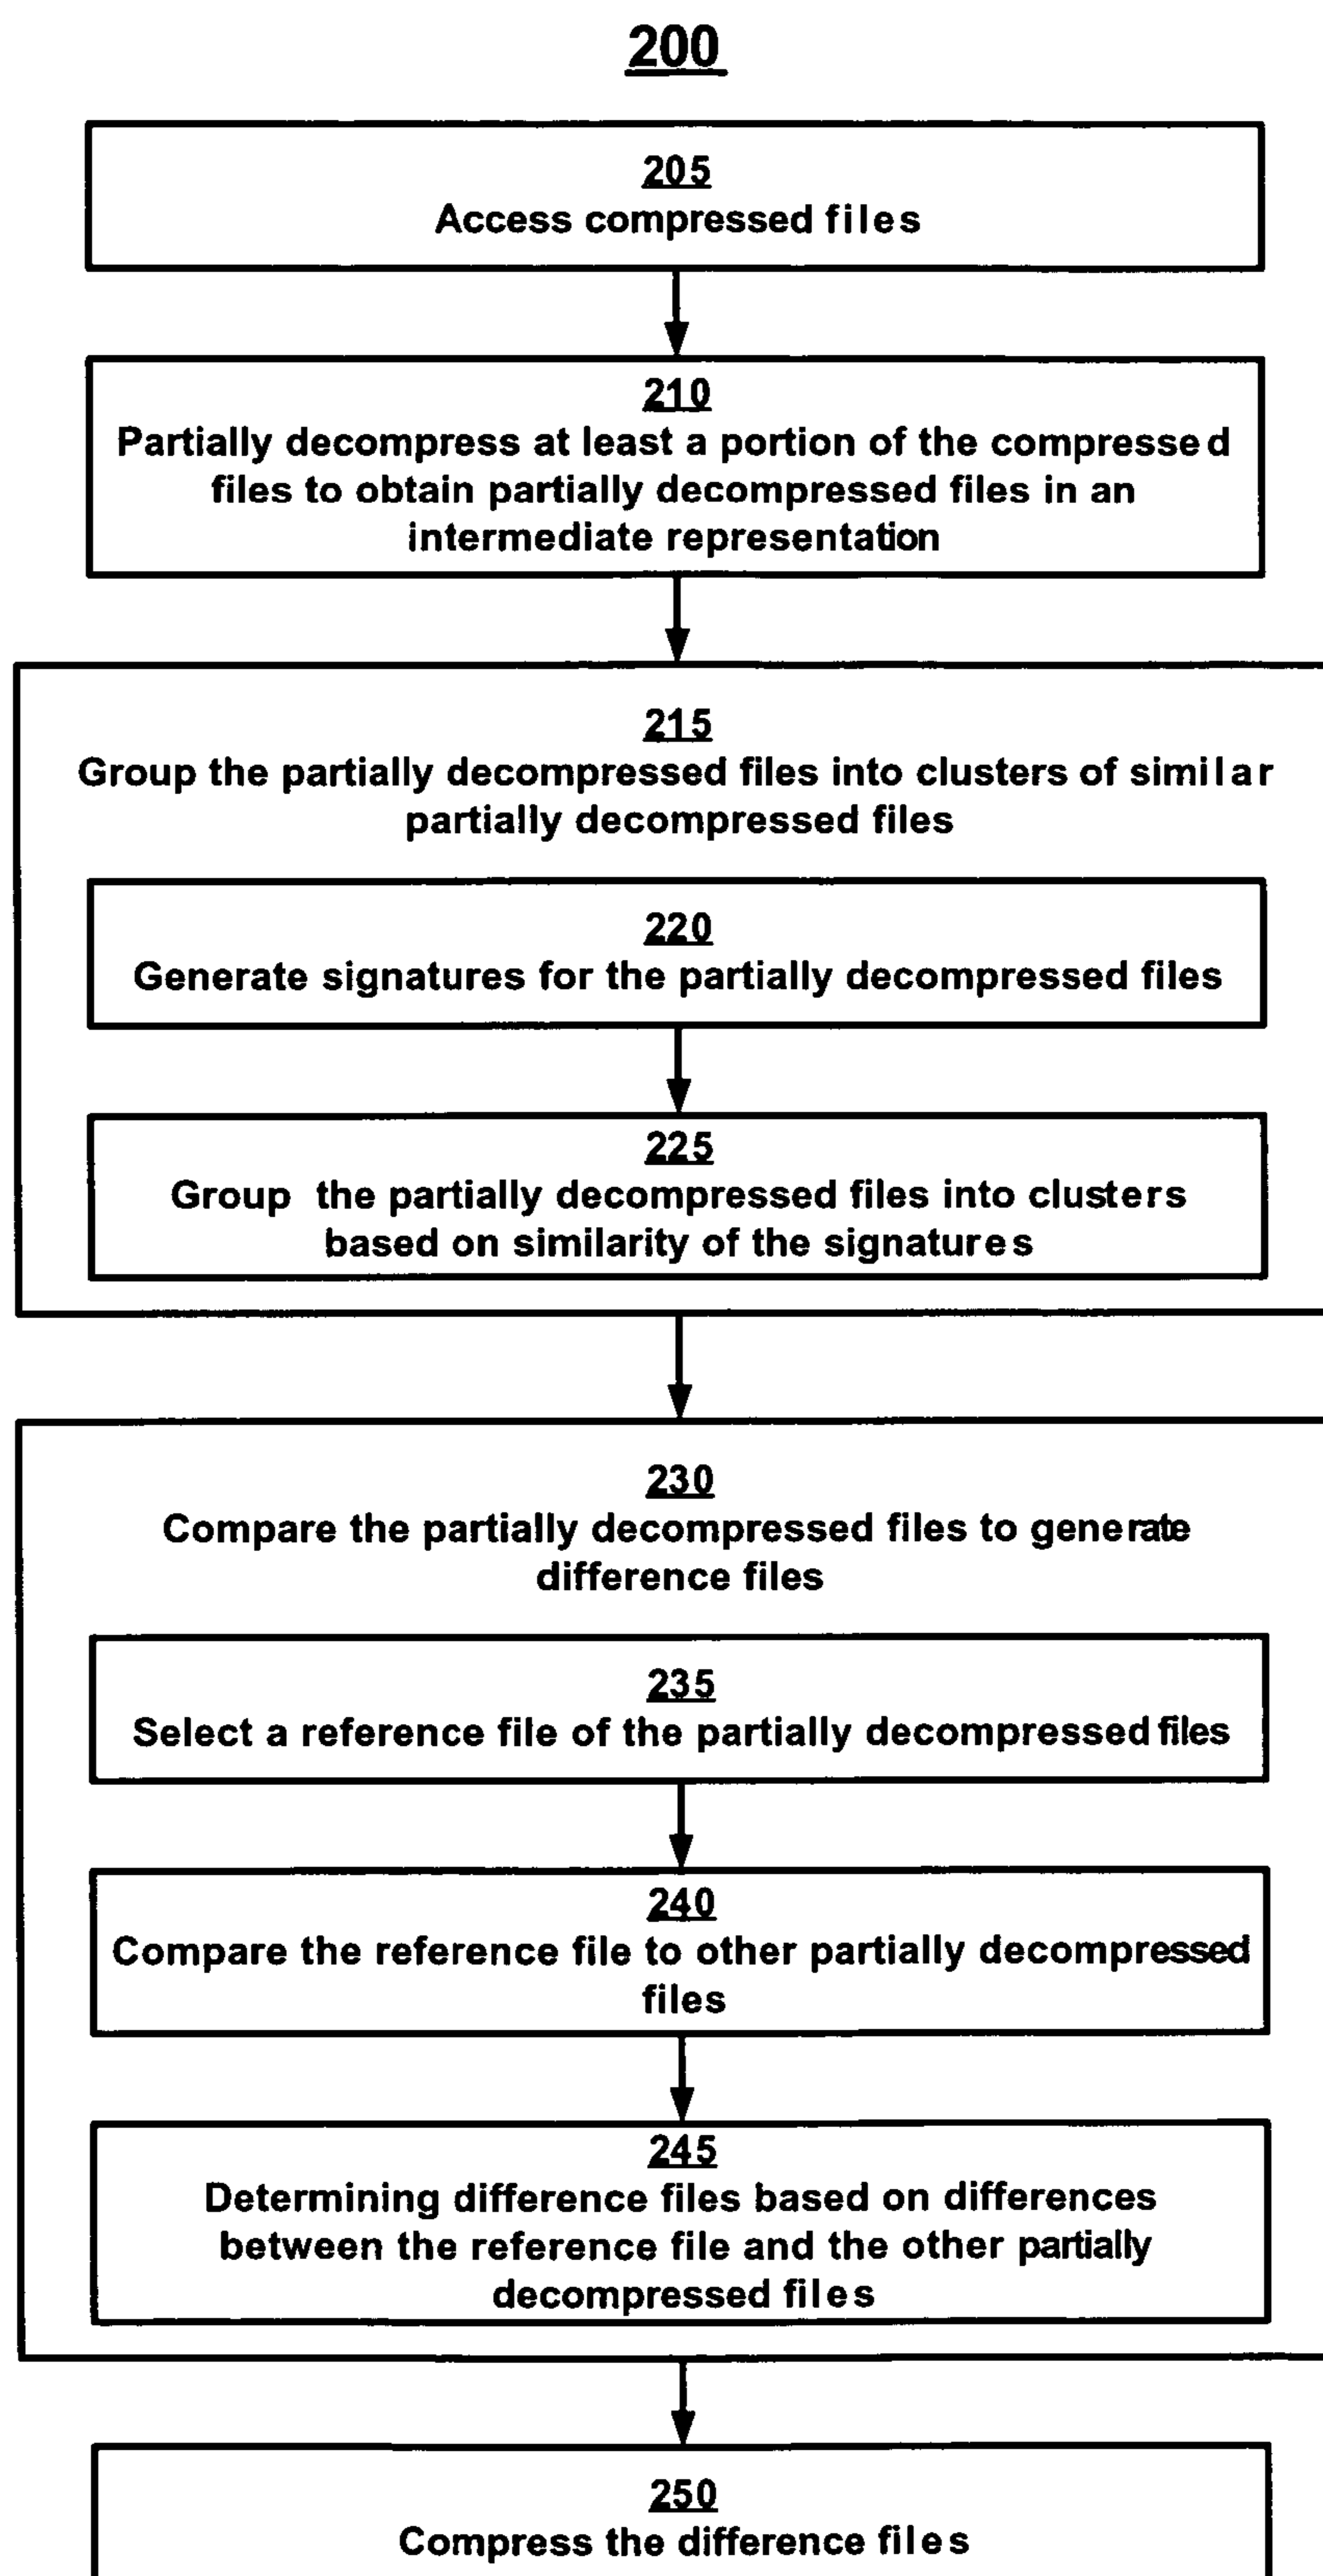 200
205
Access compressed files
210
Partially decompress at least a portion of the compressed
files to obtain partially decompressed files in an
intermediate representation
215
Group the partially decompressed files into clusters of similar
partially decompressed files
220
Generate signatures for the partially decompressed files
225
Group the partially decompressed files into clusters
based on similarity of the signatures
230
Compare the partially decompressed files to generate
difference files
235
Select a reference file of the partially decompressed files
240
Compare the reference file to other partially decompressed
files
245
Determining difference files based on differences
between the reference file and the other partially
decompressed files
250
Compress the difference files